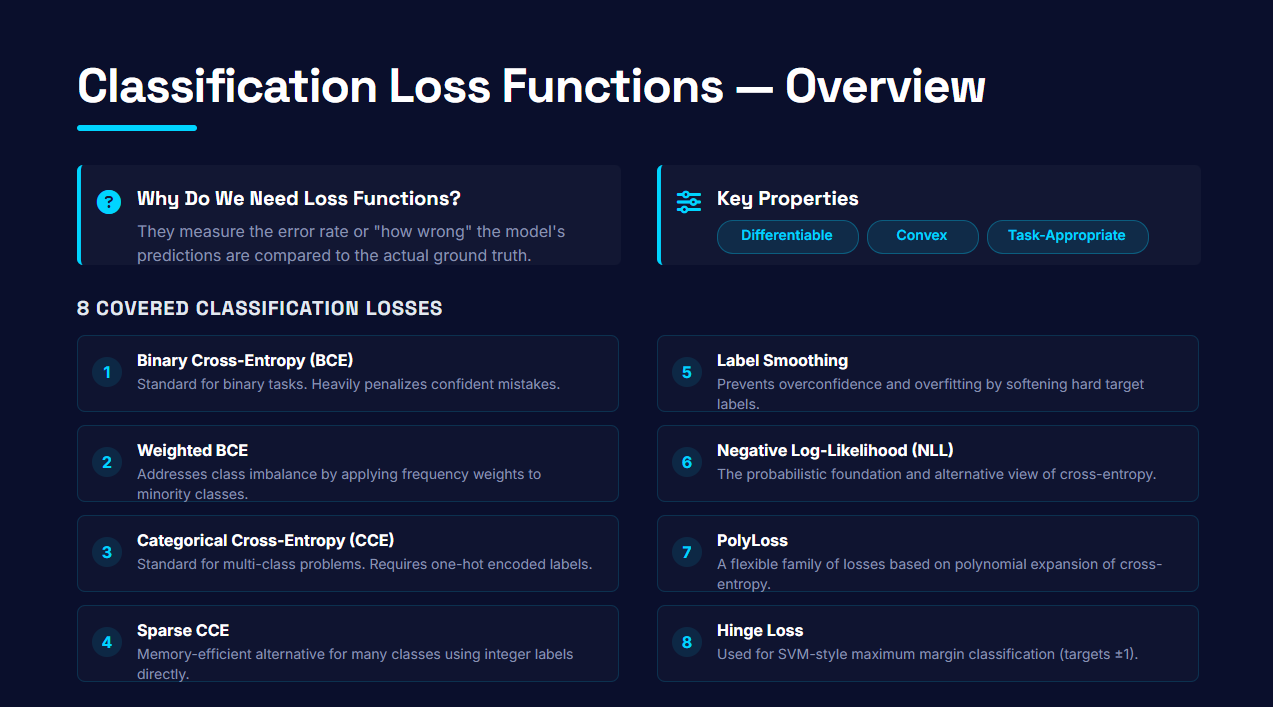 Classification Loss Functions — Overview
?
Why Do We Need Loss Functions?
They measure the error rate or "how wrong" the model's
predictions are compared to the actual ground truth.
Key Properties
Differentiable
Convex
Task-Appropriate
8 COVERED CLASSIFICATION LOSSES
1
Binary Cross-Entropy (BCE)
Standard for binary tasks. Heavily penalizes confident mistakes.
2
Weighted BCE
Addresses class imbalance by applying frequency weights to
minority classes.
3
Categorical Cross-Entropy (CCE)
Standard for multi-class problems. Requires one-hot encoded labels.
4
Sparse CCE
Memory-efficient alternative for many classes using integer labels
directly.
5
Label Smoothing
Prevents overconfidence and overfitting by softening hard target
labels.
6
Negative Log-Likelihood (NLL)
The probabilistic foundation and alternative view of cross-entropy.
7
PolyLoss
A flexible family of losses based on polynomial expansion of cross-
entropy.
8
Hinge Loss
Used for SVM-style maximum margin classification (targets ±1).